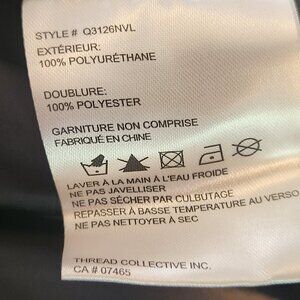 STYLE # Q3126NVL
EXTÉRIEUR:
100% POLYURÉTHANE
DOUBLURE:
100% POLYESTER
GARNITURE NON COMPRISE
FABRIQUÉ EN CHINE
LAVER À LA MAIN À L'EAU FROIDE
NE PAS JAVELLISER
NE PAS SÉCHER PAR CULBUTAGE
REPASSER À BASSE TEMPÉRATURE AU VERSO
NE PAS NETTOYER À SEC
THREAD COLLECTIVE INC.
CA # 07465